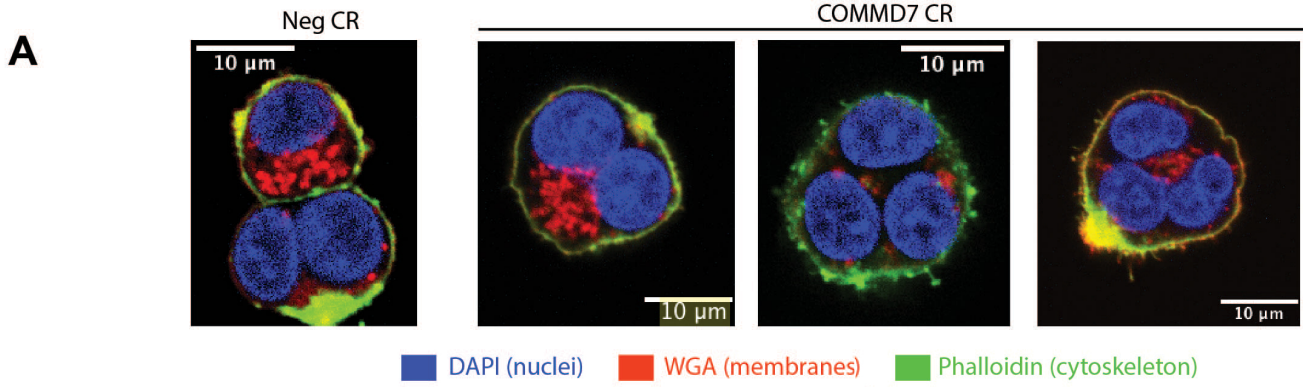 A
Neg CR
COMMD7 CR
10 µm
10 µm
10 µm
10 µm
DAPI (nuclei)
WGA (membranes)
Phalloidin (cytoskeleton)